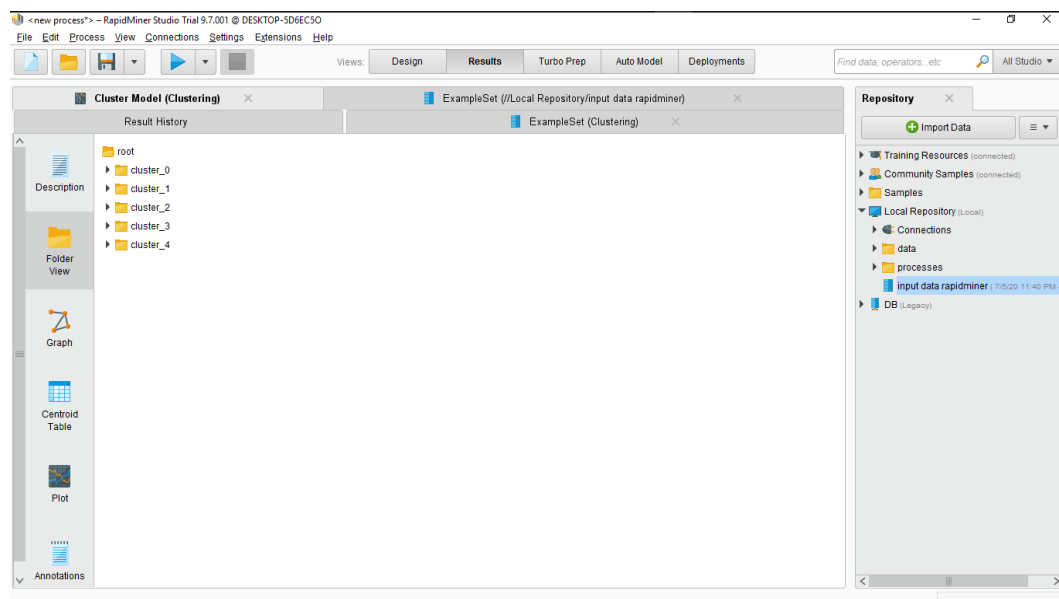 <new process*> – RapidMiner Studio Trial 9.7.001 @ DESKTOP-5D6EC5O
File Edit Process View Connections Settings Extensions Help
Views: Design Results Turbo Prep Auto Model Deployments Find data, operators...etc All Studio
Cluster Model (Clustering) ExampleSet (//Local Repository/input data rapidminer)
Result History ExampleSet (Clustering)
Description
Folder View
Graph
Centroid Table
Plot
Annotations
root
cluster_0
cluster_1
cluster_2
cluster_3
cluster_4
Repository
Import Data
Training Resources (connected)
Community Samples (connected)
Samples
Local Repository (Local)
Connections
data
processes
input data rapidminer ( 7/5/20 11:40 PM
DB (Legacy)